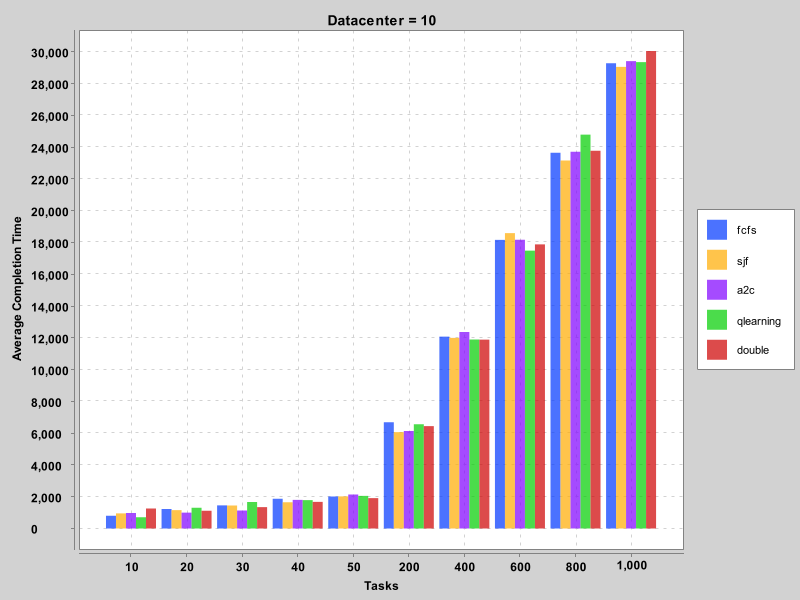 Datacenter = 10
30,000
28,000
26,000
24,000
22,000
20,000
18,000
16,000
14,000
12,000
10,000
8,000
6,000
4,000
2,000
0
Average Completion Time
10 20 30 40 50 200 400 600 800 1,000
Tasks
fcfs
sjf
a2c
qlearning
double